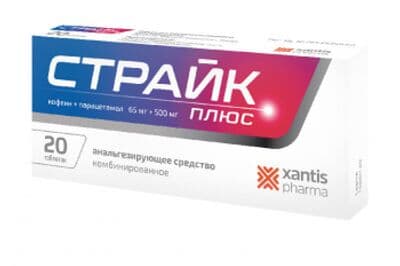 СТРАЙК
кофеин + парацетамол 65 мг + 500 мг
ПЛЮС
20
таблеток
анальгезирующее средство
комбинированное
xantis
pharma